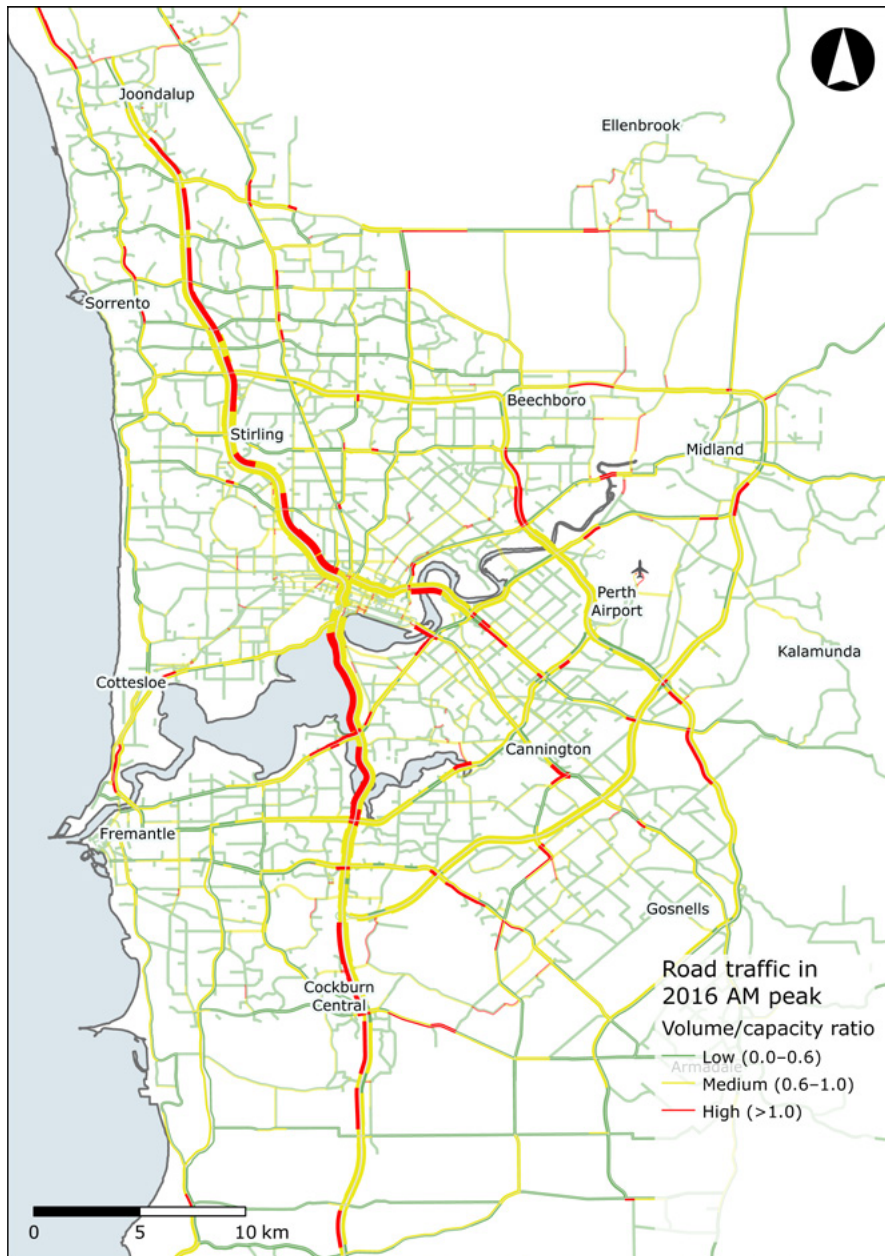 Joondalup
Ellenbrook
Sorrento
Beechboro
Stirling
Midland
Perth
Airport
Kalamunda
Cottesloe
Cannington
Fremantle
Gosnells
Cockburn
Central
Road traffic in
2016 AM peak
Volume/capacity ratio
Low (0.0–0.6)
Armadale
Medium (0.6–1.0)
High (>1.0)
0 5 10 km